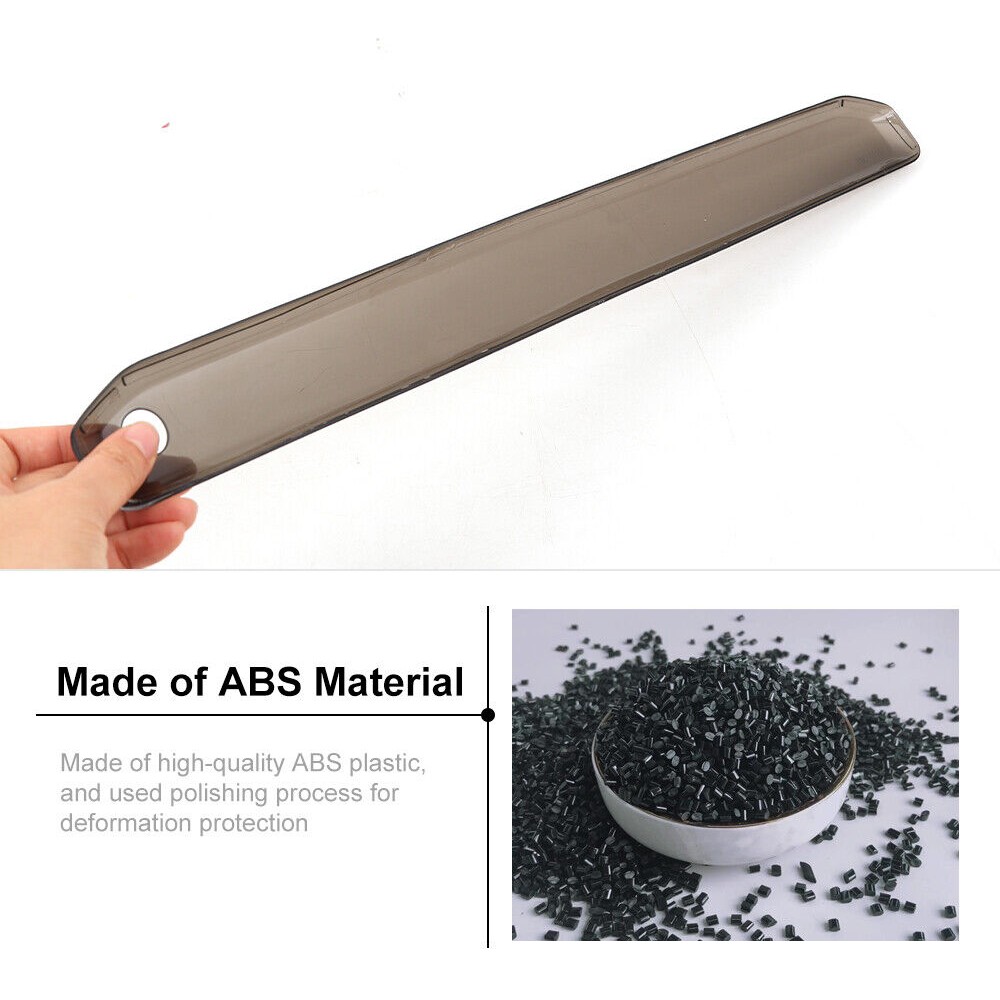 Made of ABS Material
Made of high-quality ABS plastic,
and used polishing process for
deformation protection